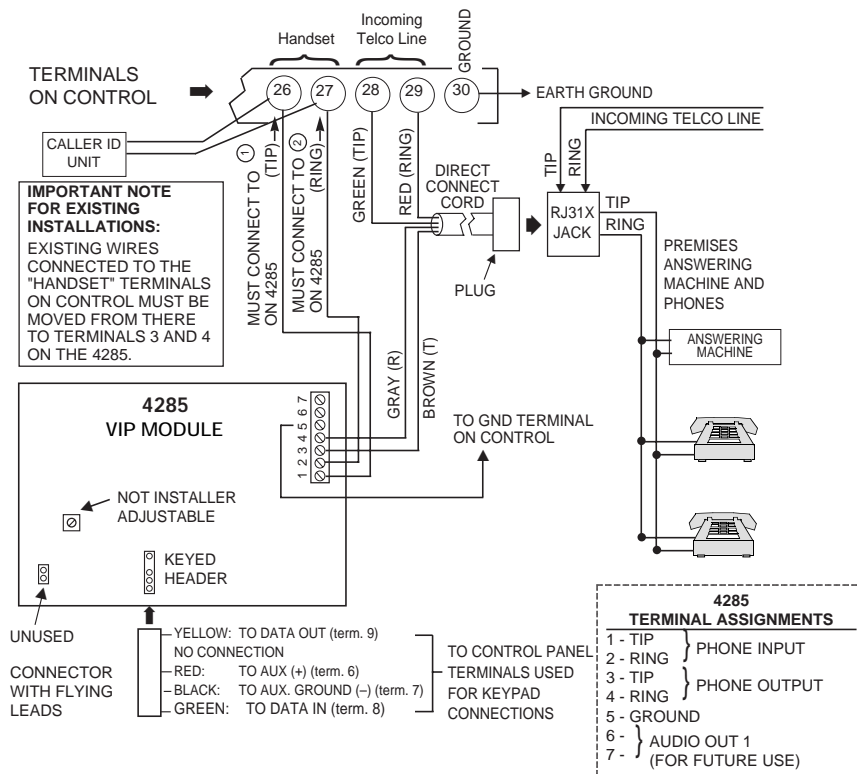 Incoming
Handset Telco Line
GROUND
TERMINALS
ON CONTROL
26 27 28 29 30
EARTH GROUND
INCOMING TELCO LINE
CALLER ID
UNIT
MUST CONNECT TO ①
ON 4285
(TIP)
MUST CONNECT TO ②
ON 4285
(RING)
GREEN (TIP)
RED (RING)
DIRECT
CONNECT
CORD
PLUG
TIP
RING
RJ31X
JACK
TIP
RING
PREMISES
ANSWERING
MACHINE AND
PHONES
ANSWERING
MACHINE
IMPORTANT NOTE
FOR EXISTING
INSTALLATIONS:
EXISTING WIRES
CONNECTED TO THE
"HANDSET" TERMINALS
ON CONTROL MUST BE
MOVED FROM THERE
TO TERMINALS 3 AND 4
ON THE 4285.
GRAY (R)
BROWN (T)
4285
VIP MODULE
1 2 3 4 5 6 7
TO GND TERMINAL
ON CONTROL
NOT INSTALLER
ADJUSTABLE
KEYED
HEADER
UNUSED
CONNECTOR
WITH FLYING
LEADS
YELLOW: TO DATA OUT (term. 9)
NO CONNECTION
RED: TO AUX (+) (term. 6)
BLACK: TO AUX. GROUND (–) (term. 7)
GREEN: TO DATA IN (term. 8)
TO CONTROL PANEL
TERMINALS USED
FOR KEYPAD
CONNECTIONS
4285
TERMINAL ASSIGNMENTS
1 - TIP
2 - RING
PHONE INPUT
3 - TIP
4 - RING
PHONE OUTPUT
5 - GROUND
6 -
7 -
AUDIO OUT 1
(FOR FUTURE USE)